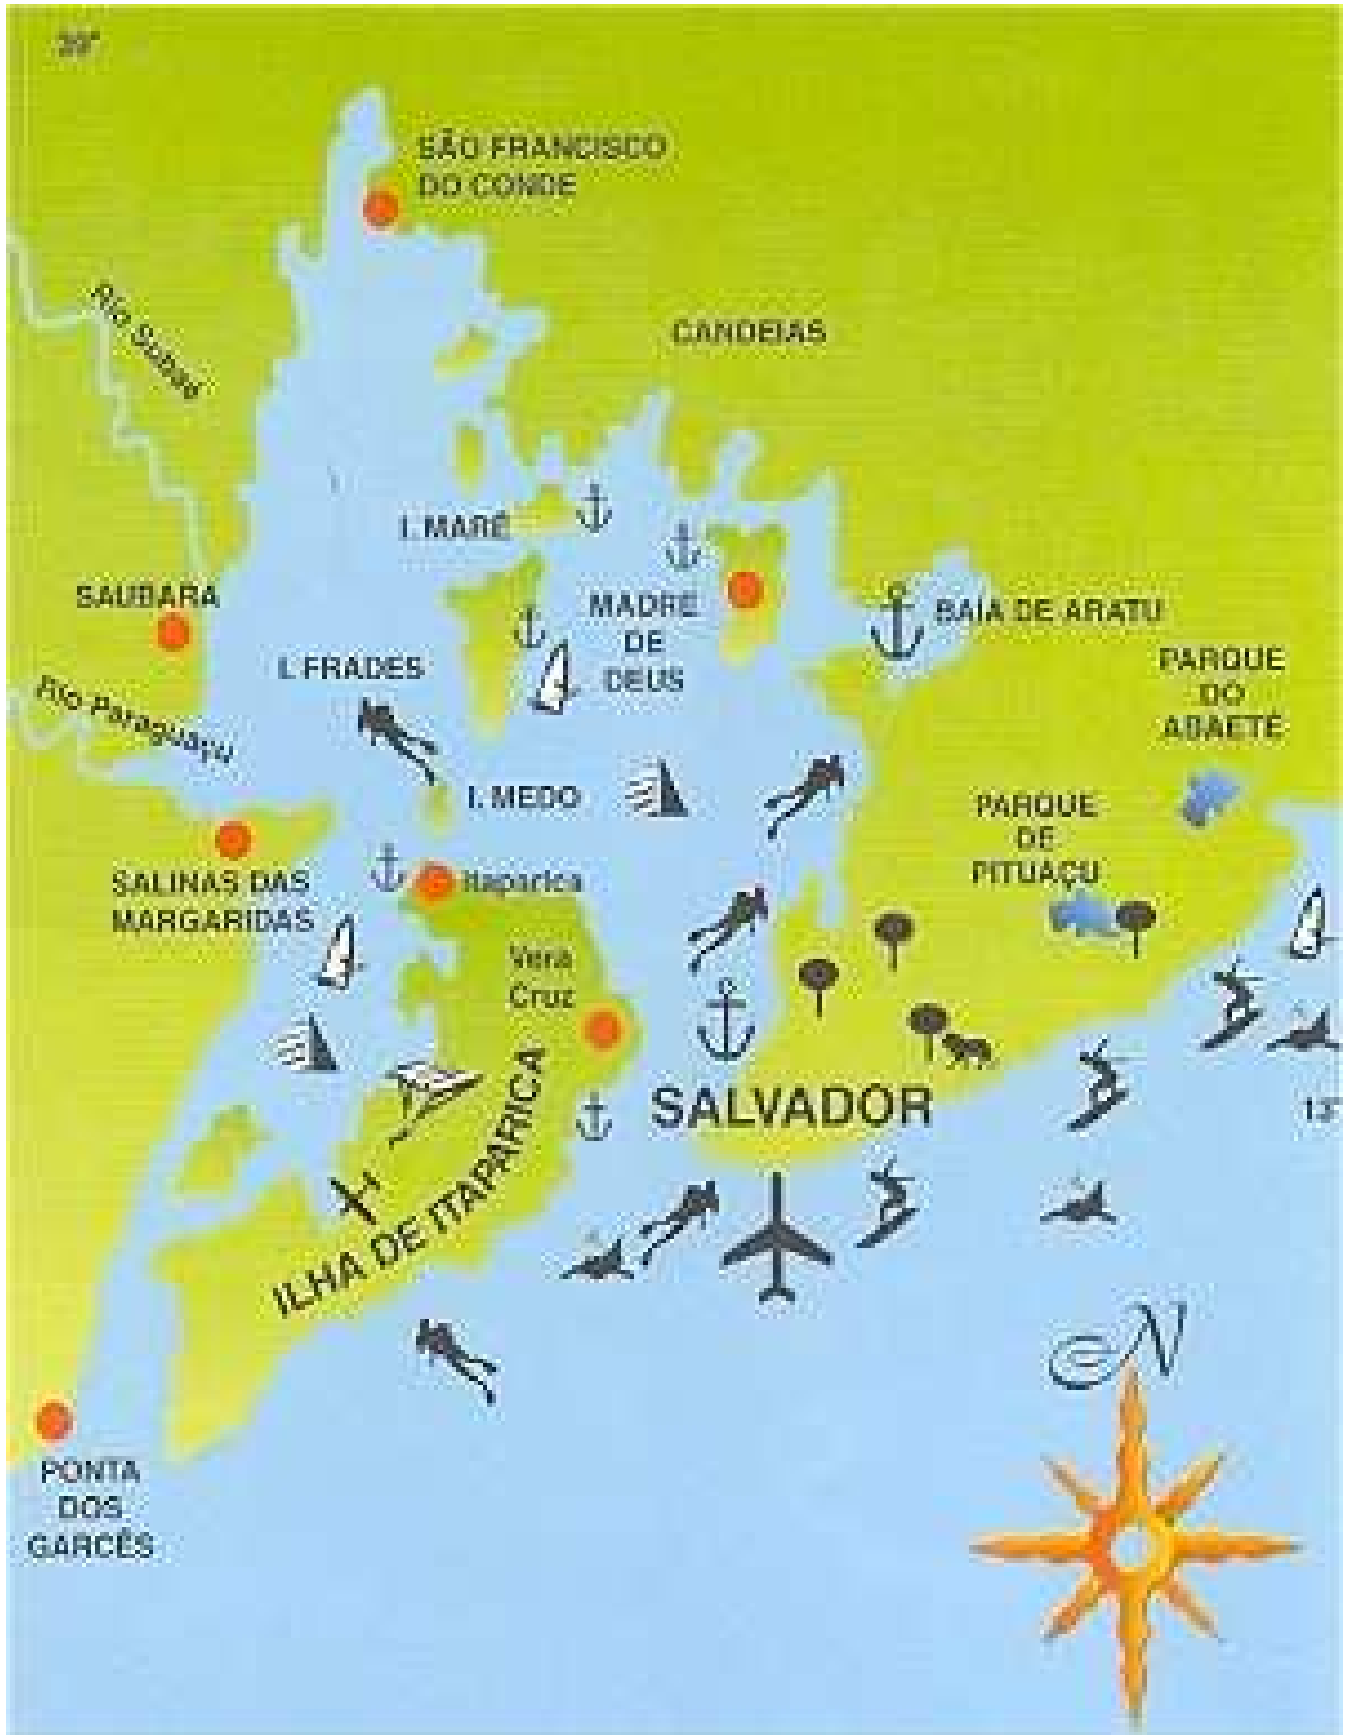 39°
SÃO FRANCISCO
DO CONDE
Rio Subaé
CANDEIAS
I. MARÉ
SAUBARA
MADRE
DE
DEUS
BAÍA DE ARATU
I. FRADES
PARQUE
DO
ABAETÉ
Rio Paraguaçu
I. MEDO
PARQUE
DE
PITUAÇU
SALINAS DAS
MARGARIDAS
Itaparica
Vera
Cruz
SALVADOR
13°
ILHA DE ITAPARICA
N
PONTA
DOS
GARCÊS